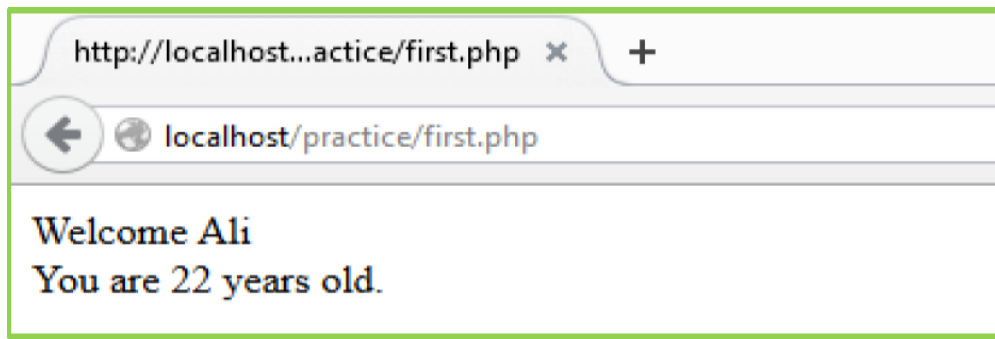 http://localhost...actice/first.php
localhost/practice/first.php
Welcome Ali
You are 22 years old.